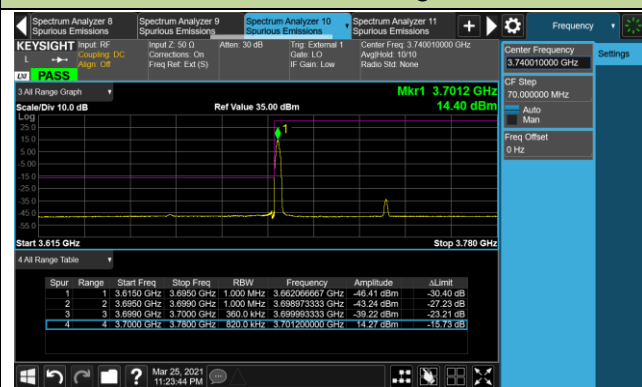 Spectrum Analyzer 8
Spurious Emissions
Spectrum Analyzer 9
Spurious Emissions
Spectrum Analyzer 10
Spurious Emissions
Spectrum Analyzer 11
Spurious Emissions
+
Frequency
KEYSIGHT
L
LXI
PASS
Input: RF
Coupling: DC
Align: Off
Input Z: 50 Ω
Corrections: On
Freq Ref: Ext (S)
Atten: 30 dB
Trig: External 1
Gate: LO
IF Gain: Low
Center Freq: 3.740010000 GHz
Avg|Hold: 10/10
Radio Std: None
Center Frequency
3.740010000 GHz
Settings
CF Step
70.000000 MHz
Auto
Man
Freq Offset
0 Hz
3 All Range Graph
Mkr1 3.7012 GHz
Scale/Div 10.0 dB
Ref Value 35.00 dBm
14.40 dBm
Log
25.0
15.0
5.00
-5.00
-15.0
-25.0
-35.0
-45.0
-55.0
1
Start 3.615 GHz
Stop 3.780 GHz
4 All Range Table
Spur Range Start Freq Stop Freq RBW Frequency Amplitude ΔLimit
1 1 3.6150 GHz 3.6950 GHz 1.000 MHz 3.662066667 GHz -46.41 dBm -30.40 dB
2 2 3.6950 GHz 3.6990 GHz 1.000 MHz 3.698973333 GHz -43.24 dBm -27.23 dB
3 3 3.6990 GHz 3.7000 GHz 360.0 kHz 3.699993333 GHz -39.22 dBm -23.21 dB
4 4 3.7000 GHz 3.7800 GHz 820.0 kHz 3.701200000 GHz 14.27 dBm -15.73 dB
?
Mar 25, 2021
11:23:44 PM